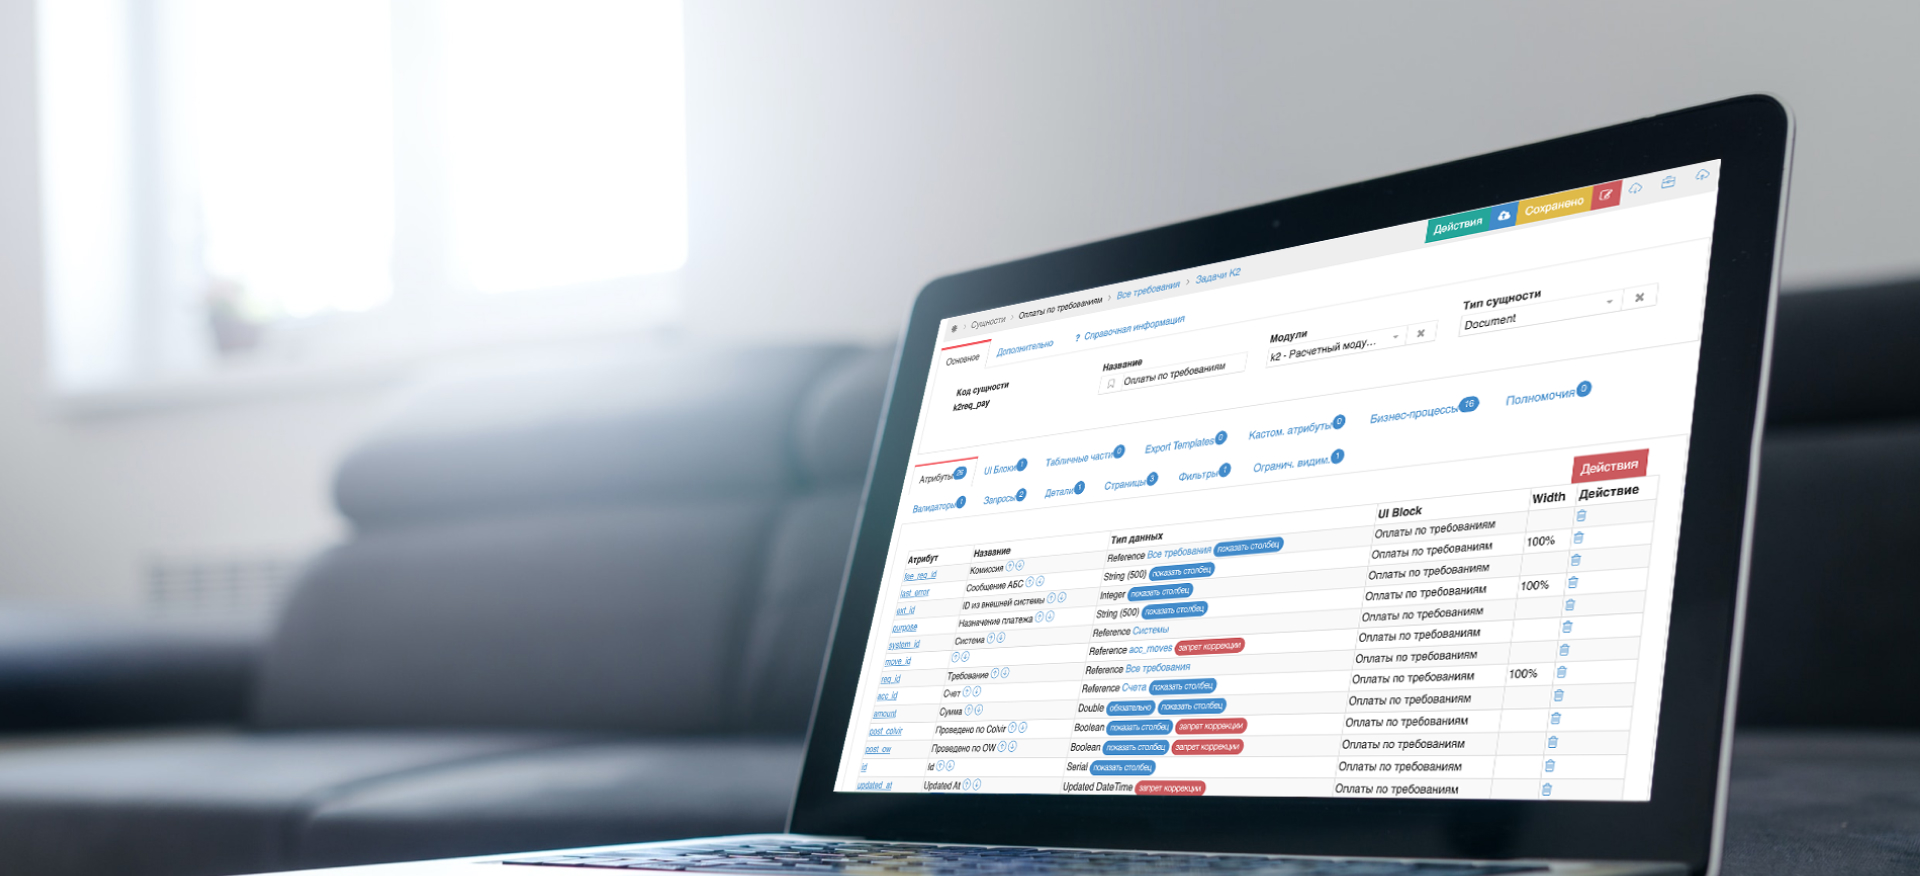 Действия Сохранено
Сущности > Оплаты по требованиям > Все требования > Задачи K2
Основное Дополнительно ? Справочная информация
Код сущности Название Модули Тип сущности
k2req_pay Оплаты по требованиям k2 - Расчетный моду... Document
Атрибуты 26 UI Блоки 1 Табличные части 0 Export Templates 0 Кастом. атрибуты 0 Бизнес-процессы 16 Полномочия 0
Валидаторы 1 Запросы 2 Детали 1 Страницы 3 Фильтры 1 Огранич. видим. 1
Действия
Атрибут Название Тип данных UI Block Width Действие
fee_req_id Комиссия Reference Все требования показать столбец Оплаты по требованиям
last_error Сообщение АБС String (500) показать столбец Оплаты по требованиям 100%
ext_id ID из внешней системы Integer показать столбец Оплаты по требованиям
purpose Назначение платежа String (500) показать столбец Оплаты по требованиям 100%
system_id Система Reference Системы Оплаты по требованиям
move_id Reference acc_moves запрет коррекции Оплаты по требованиям
req_id Требование Reference Все требования Оплаты по требованиям
acc_id Счет Reference Счета показать столбец Оплаты по требованиям 100%
amount Сумма Double обязательно показать столбец Оплаты по требованиям
post_colvir Проведено по Colvir Boolean показать столбец запрет коррекции Оплаты по требованиям
post_ow Проведено по OW Boolean показать столбец запрет коррекции Оплаты по требованиям
id Id Serial показать столбец Оплаты по требованиям
updated_at Updated At Updated DateTime запрет коррекции Оплаты по требованиям